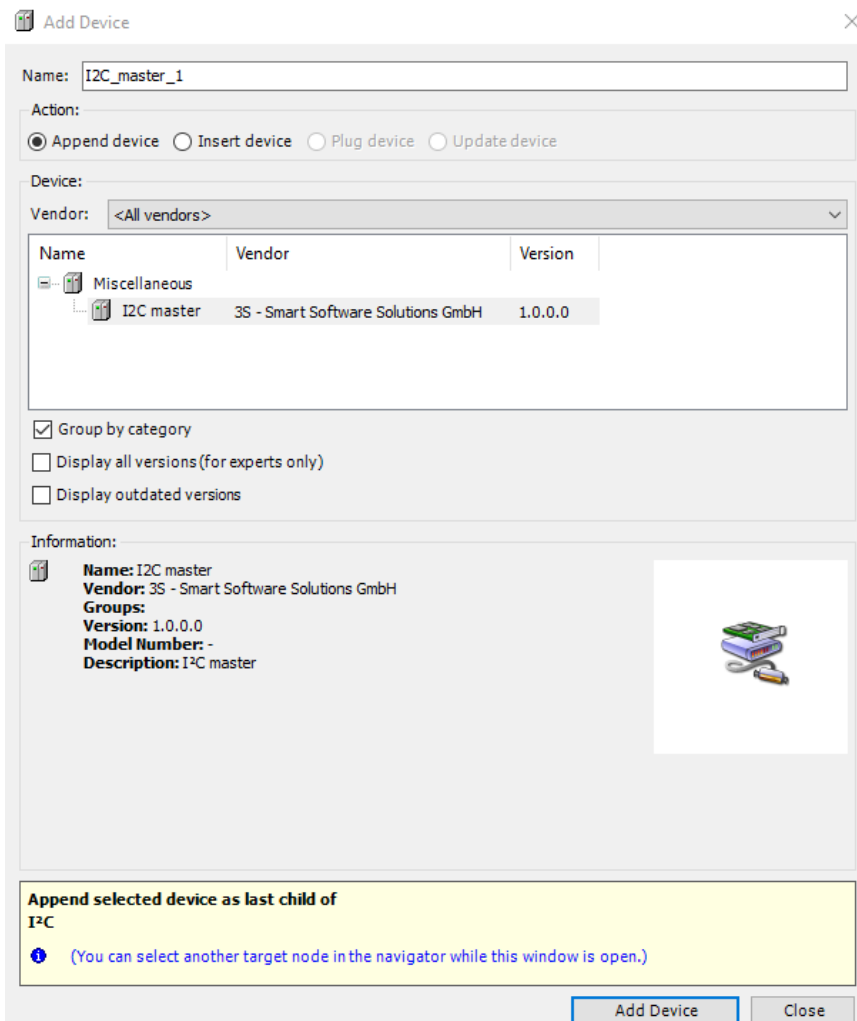 Add Device
Name: I2C_master_1
Action:
Append device Insert device Plug device Update device
Device:
Vendor: <All vendors>
Name Vendor Version
Miscellaneous
I2C master 3S - Smart Software Solutions GmbH 1.0.0.0
Group by category
Display all versions (for experts only)
Display outdated versions
Information:
Name: I2C master
Vendor: 3S - Smart Software Solutions GmbH
Groups:
Version: 1.0.0.0
Model Number: -
Description: I²C master
Append selected device as last child of
I²C
(You can select another target node in the navigator while this window is open.)
Add Device Close